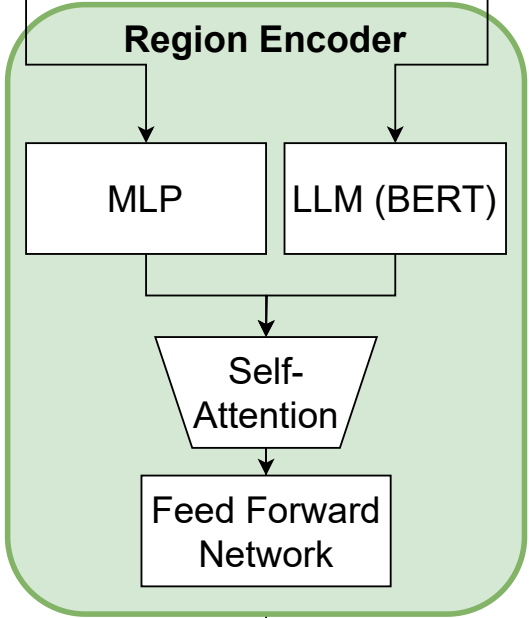 Region Encoder
MLP
LLM (BERT)
Self-
Attention
Feed Forward
Network